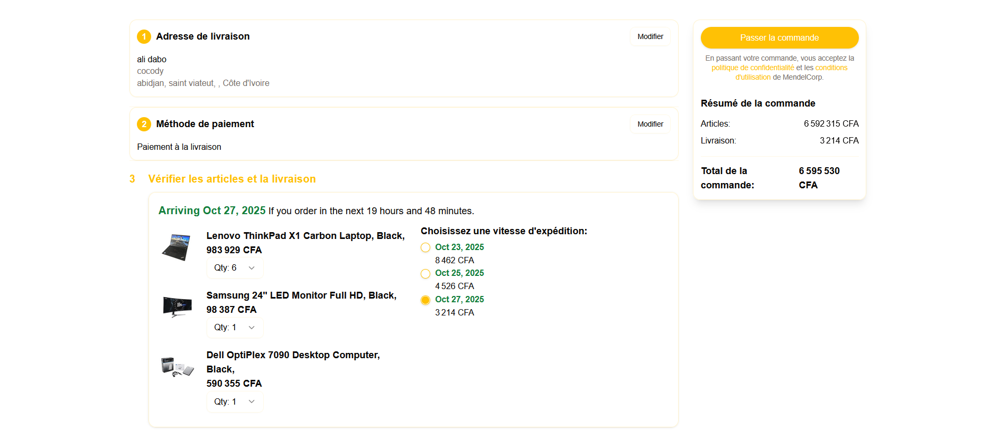 1 Adresse de livraison
Modifier
ali dabo
cocody
abidjan, saint viateut, , Côte d'Ivoire
2 Méthode de paiement
Modifier
Paiement à la livraison
3 Vérifier les articles et la livraison
Arriving Oct 27, 2025 If you order in the next 19 hours and 48 minutes.
Lenovo ThinkPad X1 Carbon Laptop, Black,
983 929 CFA
Qty: 6
Samsung 24" LED Monitor Full HD, Black,
98 387 CFA
Qty: 1
Dell OptiPlex 7090 Desktop Computer,
Black,
590 355 CFA
Qty: 1
Choisissez une vitesse d'expédition:
Oct 23, 2025
8 462 CFA
Oct 25, 2025
4 526 CFA
Oct 27, 2025
3 214 CFA
Passer la commande
En passant votre commande, vous acceptez la
politique de confidentialité et les conditions
d'utilisation de MendelCorp.
Résumé de la commande
Articles: 6 592 315 CFA
Livraison: 3 214 CFA
Total de la commande: 6 595 530 CFA